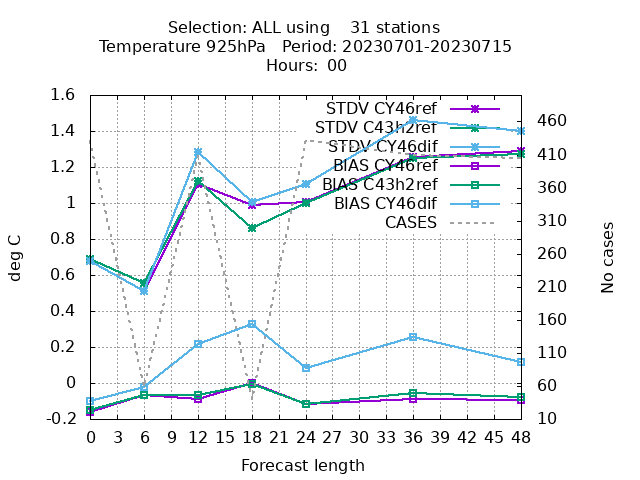 Selection: ALL using    31 stations
Temperature 925hPa   Period: 20230701-20230715
Hours: 00
1.6
1.4
1.2
1
0.8
0.6
0.4
0.2
0
-0.2
deg C
STDV CY46ref
STDV C43h2ref
STDV CY46dif
BIAS CY46ref
BIAS C43h2ref
BIAS CY46dif
CASES
460
410
360
310
260
210
160
110
60
10
No cases
0 3 6 9 12 15 18 21 24 27 30 33 36 39 42 45 48
Forecast length